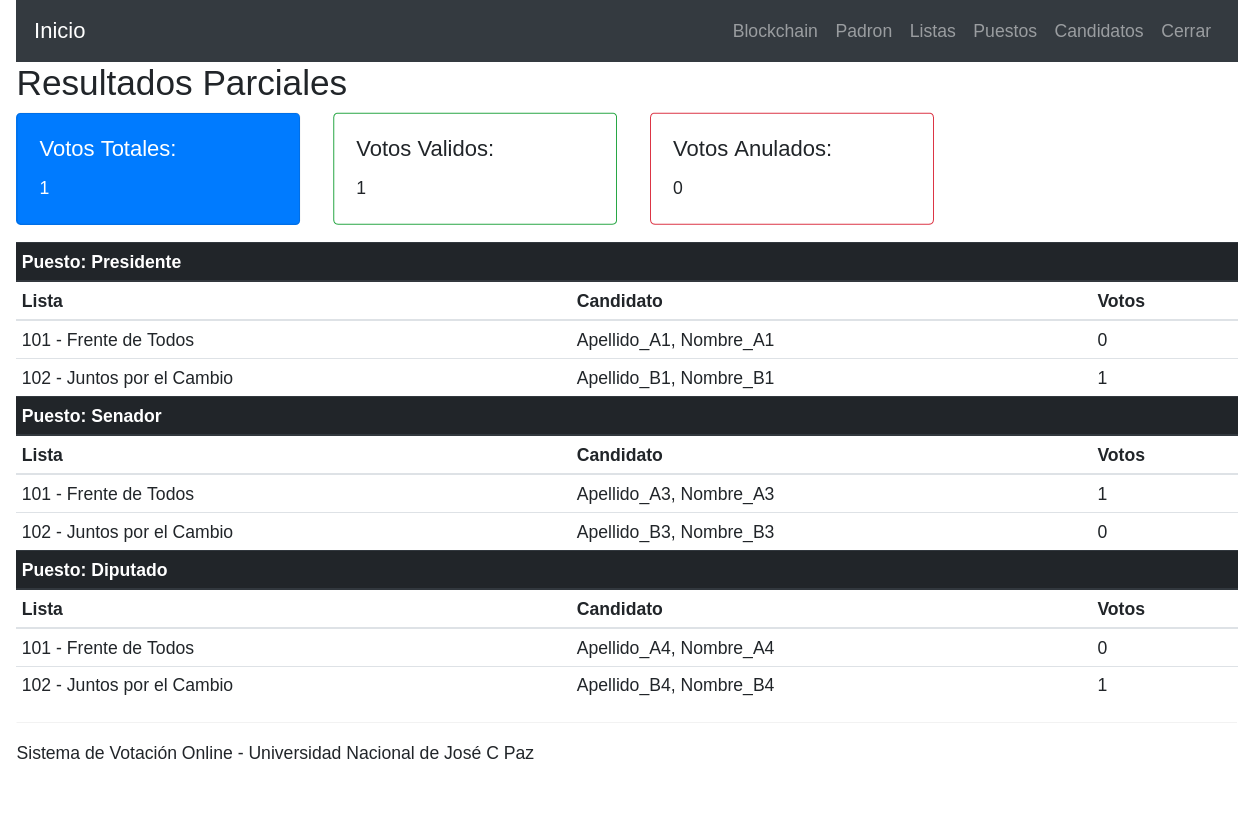 Inicio Blockchain Padron Listas Puestos Candidatos Cerrar
Resultados Parciales
Votos Totales: Votos Validos: Votos Anulados:
1 1 0
Puesto: Presidente
Lista Candidato Votos
101 - Frente de Todos Apellido_A1, Nombre_A1 0
102 - Juntos por el Cambio Apellido_B1, Nombre_B1 1
Puesto: Senador
Lista Candidato Votos
101 - Frente de Todos Apellido_A3, Nombre_A3 1
102 - Juntos por el Cambio Apellido_B3, Nombre_B3 0
Puesto: Diputado
Lista Candidato Votos
101 - Frente de Todos Apellido_A4, Nombre_A4 0
102 - Juntos por el Cambio Apellido_B4, Nombre_B4 1
Sistema de Votación Online - Universidad Nacional de José C Paz